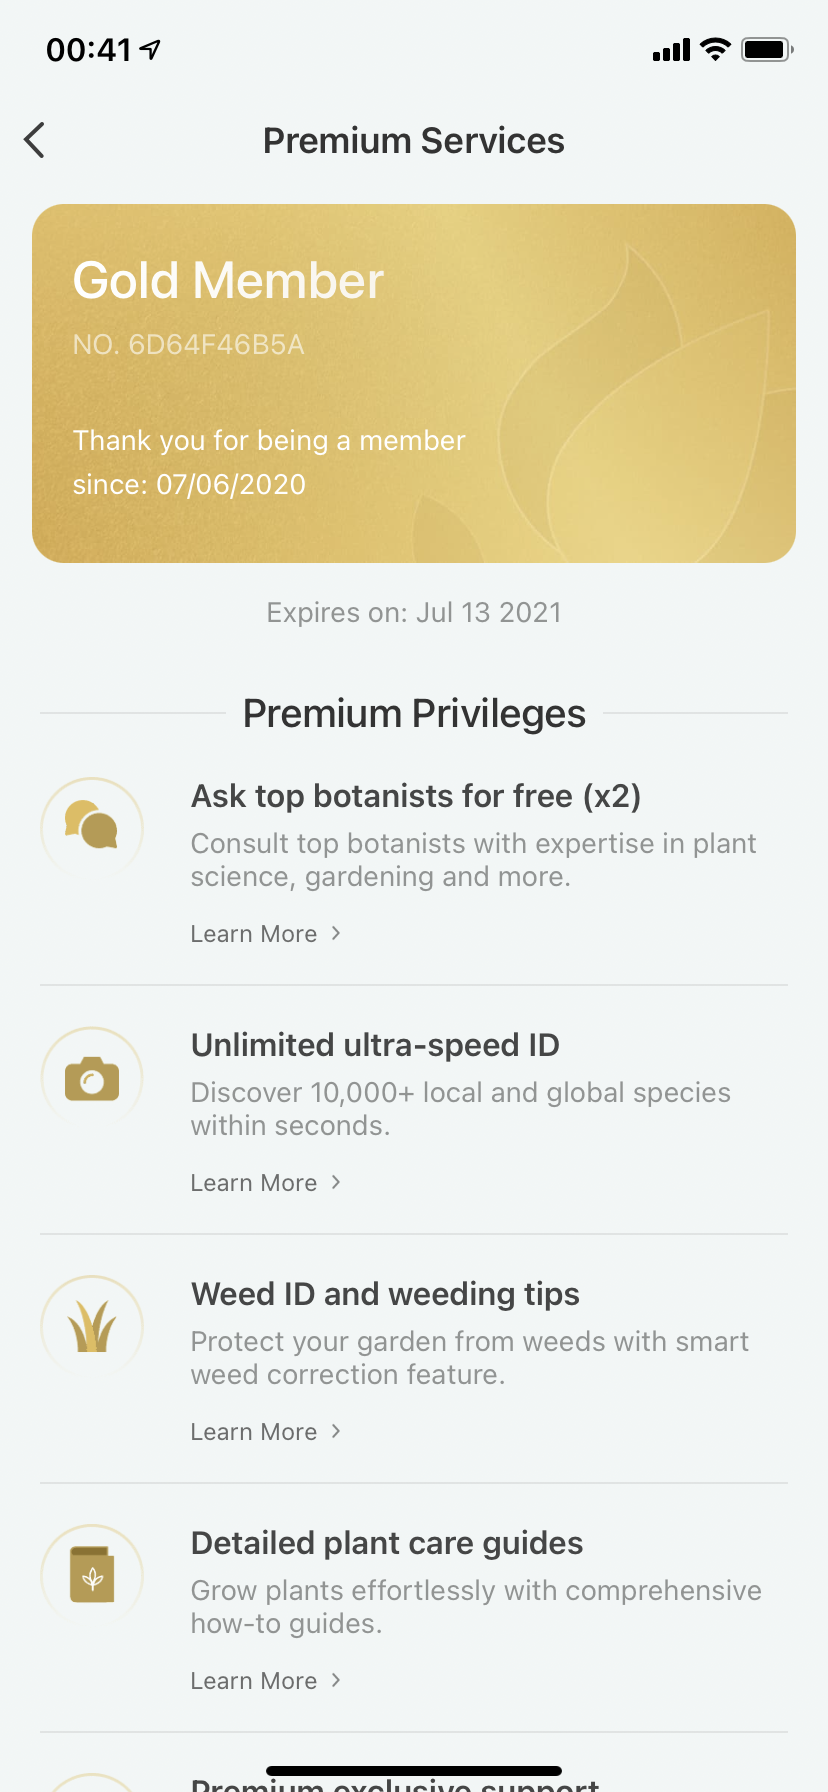 00:41
Premium Services
Gold Member
NO. 6D64F46B5A
Thank you for being a member
since: 07/06/2020
Expires on: Jul 13 2021
Premium Privileges
Ask top botanists for free (x2)
Consult top botanists with expertise in plant
science, gardening and more.
Learn More
Unlimited ultra-speed ID
Discover 10,000+ local and global species
within seconds.
Learn More
Weed ID and weeding tips
Protect your garden from weeds with smart
weed correction feature.
Learn More
Detailed plant care guides
Grow plants effortlessly with comprehensive
how-to guides.
Learn More
Premium exclusive support